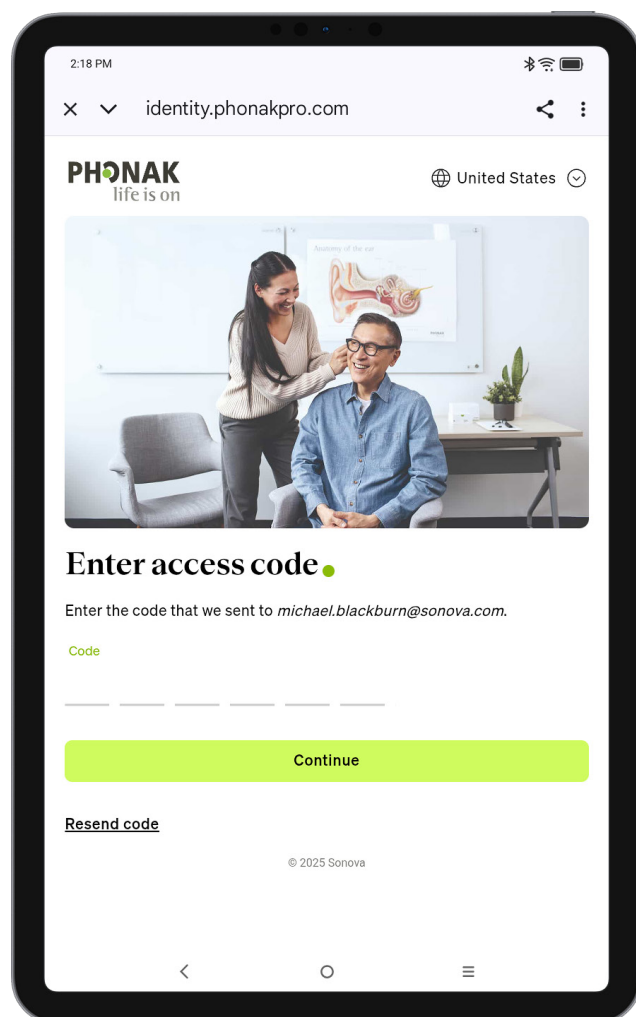 2:18 PM
identity.phonakpro.com
PHONAK
life is on
United States
Anatomy of the ear
Enter access code.
Enter the code that we sent to michael.blackburn@sonova.com.
Code
Continue
Resend code
© 2025 Sonova